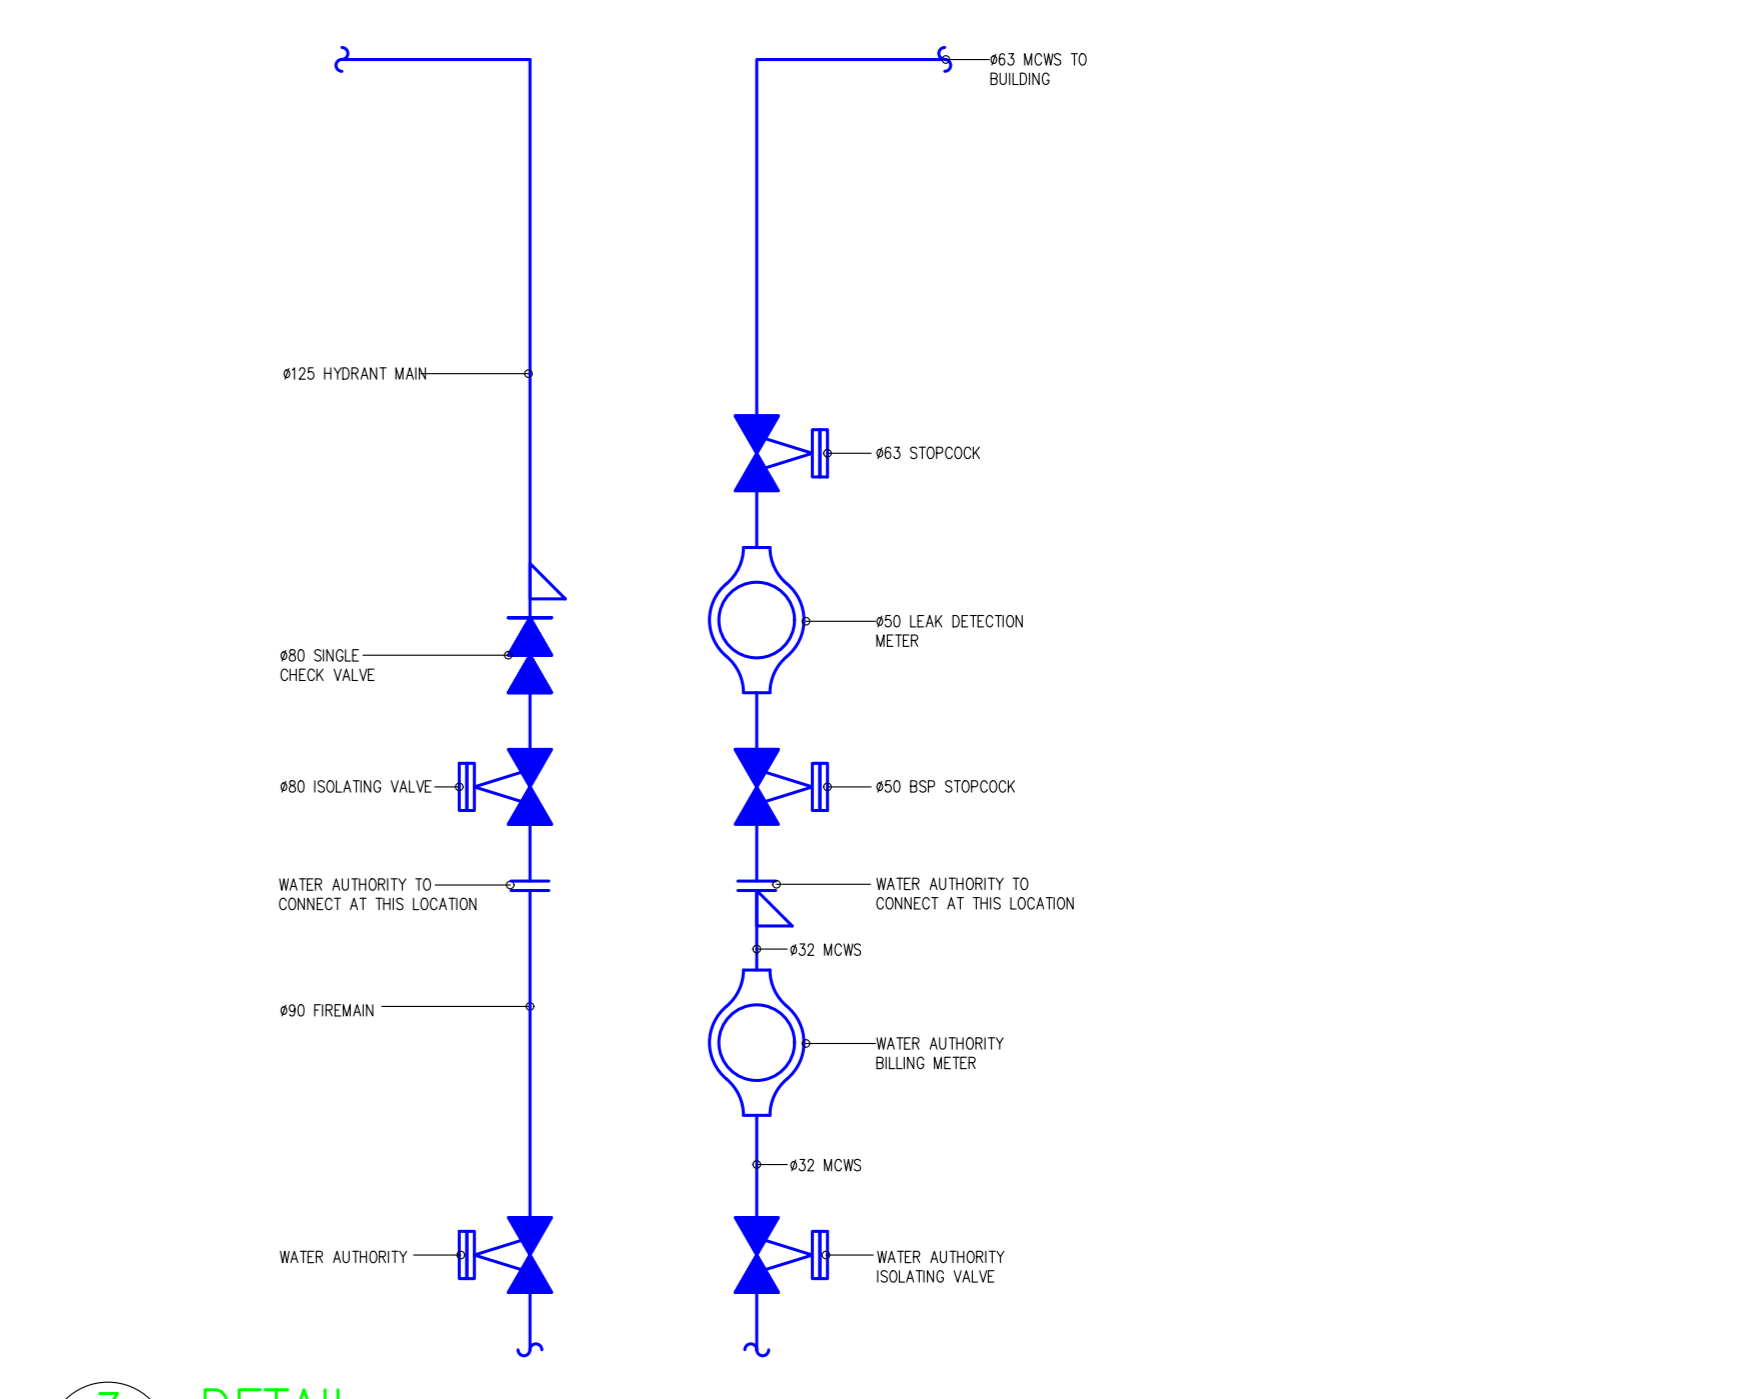 ø63 MCWS TO
BUILDING
ø125 HYDRANT MAIN
ø63 STOPCOCK
ø50 LEAK DETECTION
METER
ø80 SINGLE
CHECK VALVE
ø80 ISOLATING VALVE
ø50 BSP STOPCOCK
WATER AUTHORITY TO
CONNECT AT THIS LOCATION
WATER AUTHORITY TO
CONNECT AT THIS LOCATION
ø32 MCWS
ø90 FIREMAIN
WATER AUTHORITY
BILLING METER
ø32 MCWS
WATER AUTHORITY
WATER AUTHORITY
ISOLATING VALVE
DETAIL